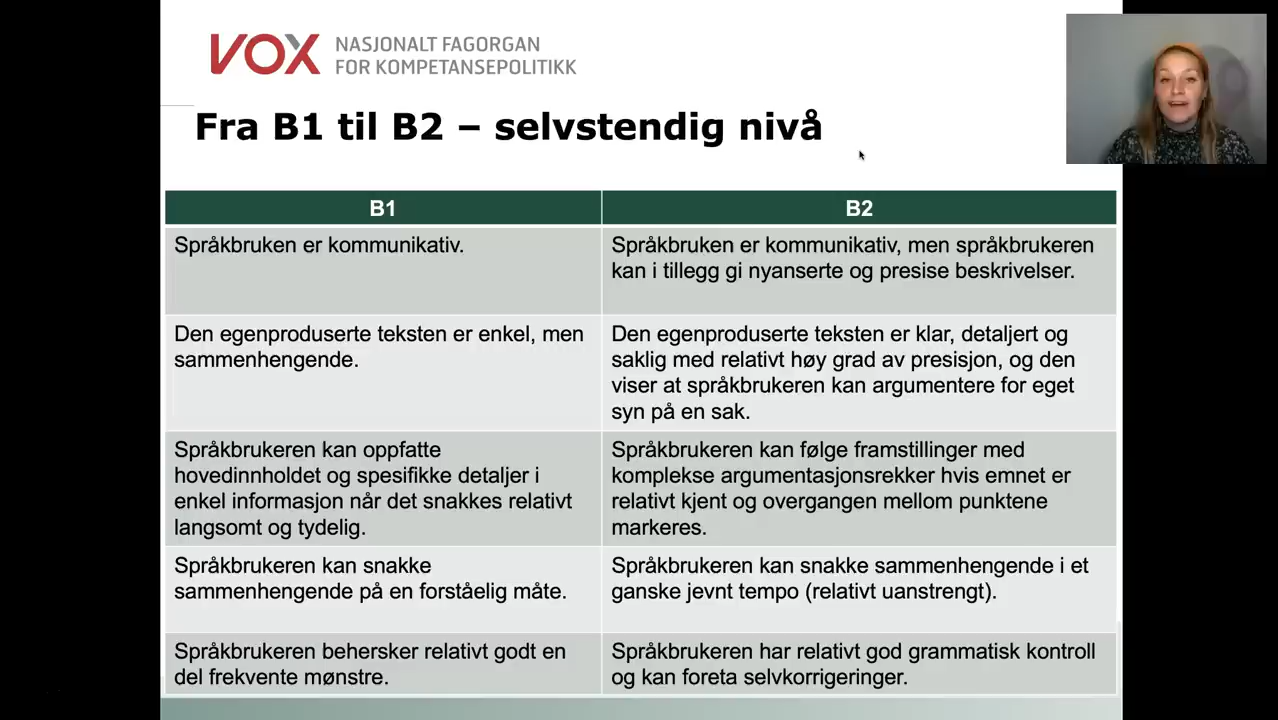 VOX NASJONALT FAGORGAN
FOR KOMPETANSEPOLITIKK
Fra B1 til B2 – selvstendig nivå
B1
B2
Språkbruken er kommunikativ.
Språkbruken er kommunikativ, men språkbrukeren
kan i tillegg gi nyanserte og presise beskrivelser.
Den egenproduserte teksten er enkel, men
sammenhengende.
Den egenproduserte teksten er klar, detaljert og
saklig med relativt høy grad av presisjon, og den
viser at språkbrukeren kan argumentere for eget
syn på en sak.
Språkbrukeren kan oppfatte
hovedinnholdet og spesifikke detaljer i
enkel informasjon når det snakkes relativt
langsomt og tydelig.
Språkbrukeren kan følge framstillinger med
komplekse argumentasjonsrekker hvis emnet er
relativt kjent og overgangen mellom punktene
markeres.
Språkbrukeren kan snakke
sammenhengende på en forståelig måte.
Språkbrukeren kan snakke sammenhengende i et
ganske jevnt tempo (relativt uanstrengt).
Språkbrukeren behersker relativt godt en
del frekvente mønstre.
Språkbrukeren har relativt god grammatisk kontroll
og kan foreta selvkorrigeringer.